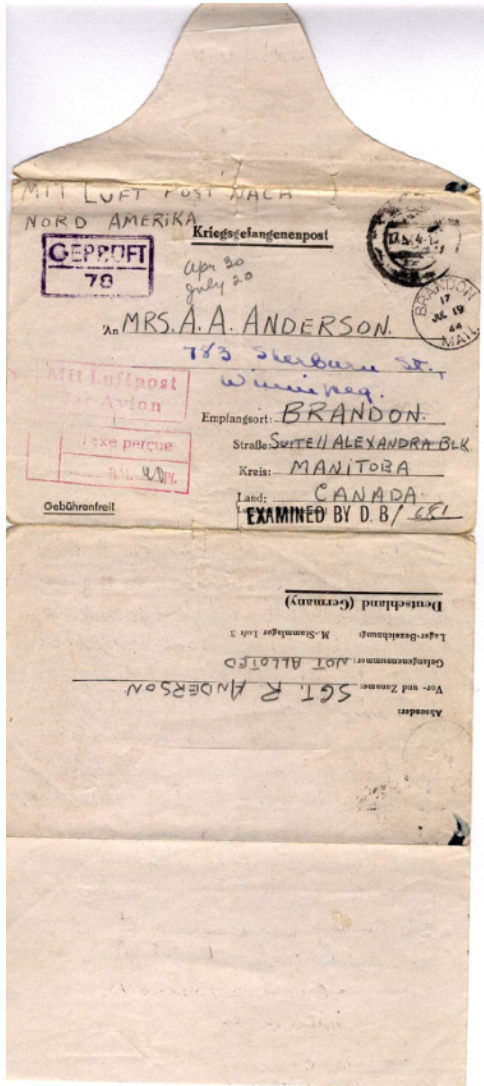 MIT LUFT POST NACH
NORD AMERIKA
Kriegsgefangenenpost
GEPRÜFT
78
Apr 30
July 20
BRANDON
17
JUL 19
44
MAIL
An MRS. A. A. ANDERSON.
783 Sherburn St.,
Winnipeg.
Mit Luftpost
Par Avion
Taxe perçue
Empfangsort: BRANDON.
Straße: SUITE 11 ALEXANDRA BLK
Kreis: MANITOBA
Land: CANADA
Gebührenfrei!
EXAMINED BY D. B/ 681
Deutschland (Germany)
Lager-Bezeichnung: M.-Stammlager Luft 3
Gefangenennummer: NOT ALLOTED
Vor- und Zuname: SGT. R ANDERSON
Absender: